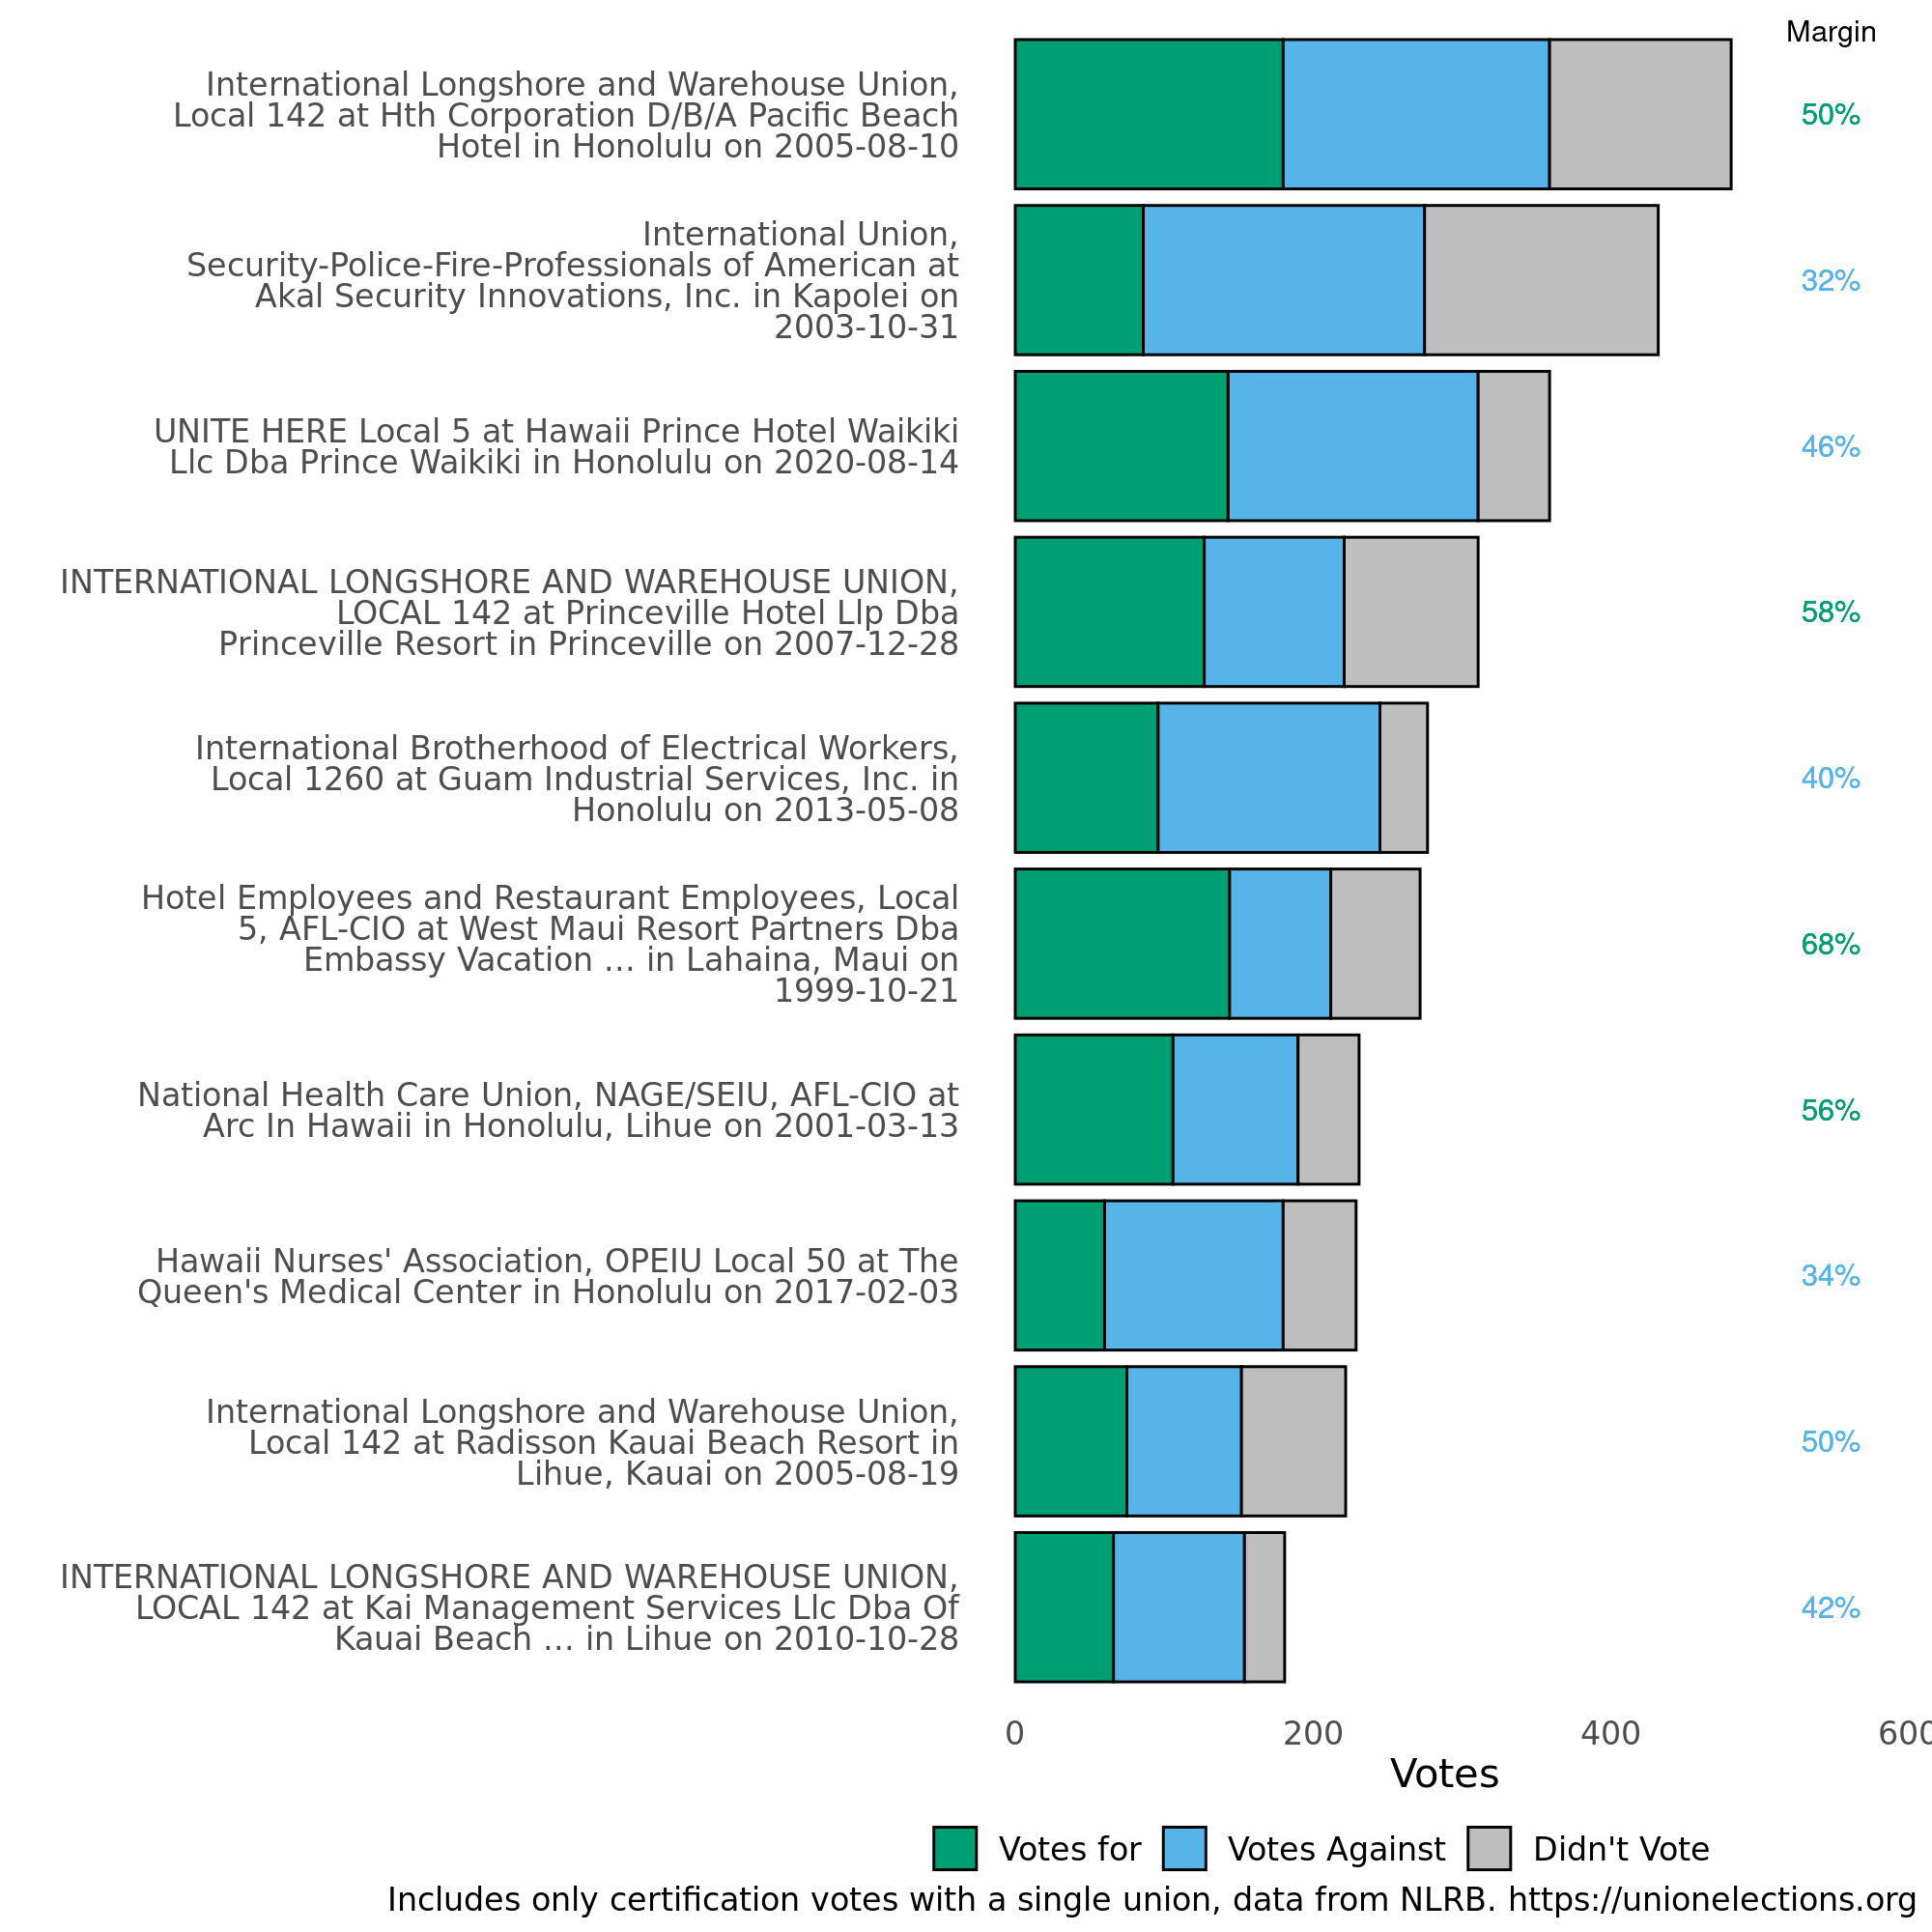 Margin
International Longshore and Warehouse Union,
Local 142 at Hth Corporation D/B/A Pacific Beach
Hotel in Honolulu on 2005-08-10
50%
International Union,
Security-Police-Fire-Professionals of American at
Akal Security Innovations, Inc. in Kapolei on
2003-10-31
32%
UNITE HERE Local 5 at Hawaii Prince Hotel Waikiki
Llc Dba Prince Waikiki in Honolulu on 2020-08-14
46%
INTERNATIONAL LONGSHORE AND WAREHOUSE UNION,
LOCAL 142 at Princeville Hotel Llp Dba
Princeville Resort in Princeville on 2007-12-28
58%
International Brotherhood of Electrical Workers,
Local 1260 at Guam Industrial Services, Inc. in
Honolulu on 2013-05-08
40%
Hotel Employees and Restaurant Employees, Local
5, AFL-CIO at West Maui Resort Partners Dba
Embassy Vacation ... in Lahaina, Maui on
1999-10-21
68%
National Health Care Union, NAGE/SEIU, AFL-CIO at
Arc In Hawaii in Honolulu, Lihue on 2001-03-13
56%
Hawaii Nurses' Association, OPEIU Local 50 at The
Queen's Medical Center in Honolulu on 2017-02-03
34%
International Longshore and Warehouse Union,
Local 142 at Radisson Kauai Beach Resort in
Lihue, Kauai on 2005-08-19
50%
INTERNATIONAL LONGSHORE AND WAREHOUSE UNION,
LOCAL 142 at Kai Management Services Llc Dba Of
Kauai Beach ... in Lihue on 2010-10-28
42%
0 200 400 600
Votes
Votes for Votes Against Didn't Vote
Includes only certification votes with a single union, data from NLRB. https://unionelections.org